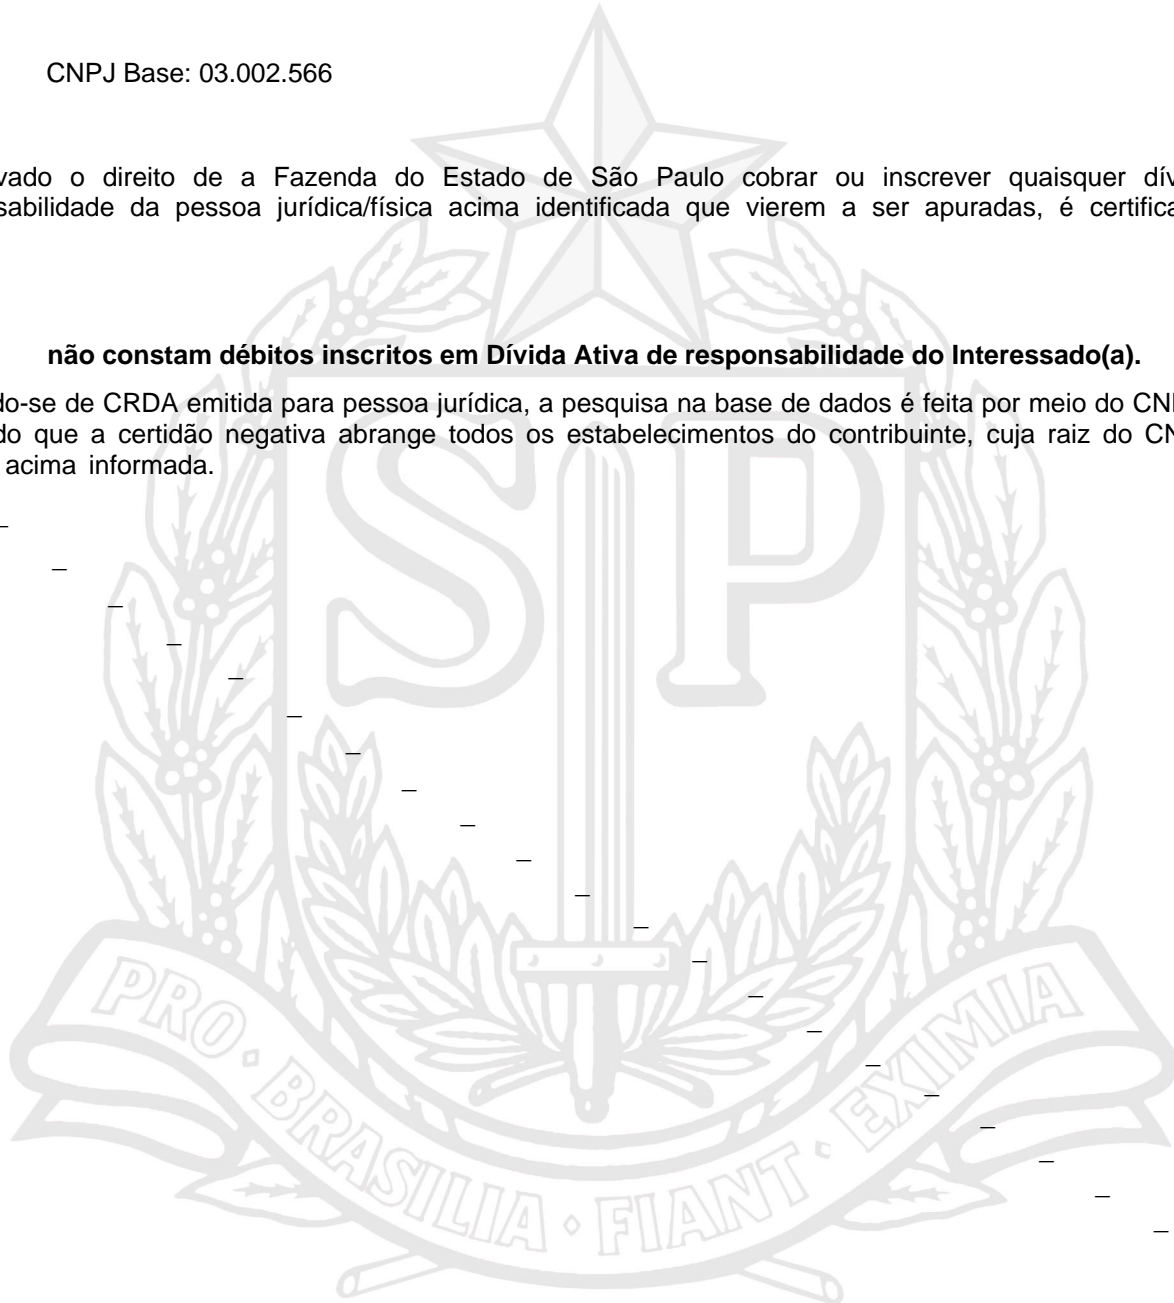 CNPJ Base: 03.002.566
vado o direito de a Fazenda do Estado de São Paulo cobrar ou inscrever quaisquer dív
sabilidade da pessoa jurídica/física acima identificada que vierem a ser apuradas, é certifica
não constam débitos inscritos em Dívida Ativa de responsabilidade do Interessado(a).
do-se de CRDA emitida para pessoa jurídica, a pesquisa na base de dados é feita por meio do CN
do que a certidão negativa abrange todos os estabelecimentos do contribuinte, cuja raiz do CN
acima informada.
SP
PRO · BRASILIA · FIANT · EXIMIA